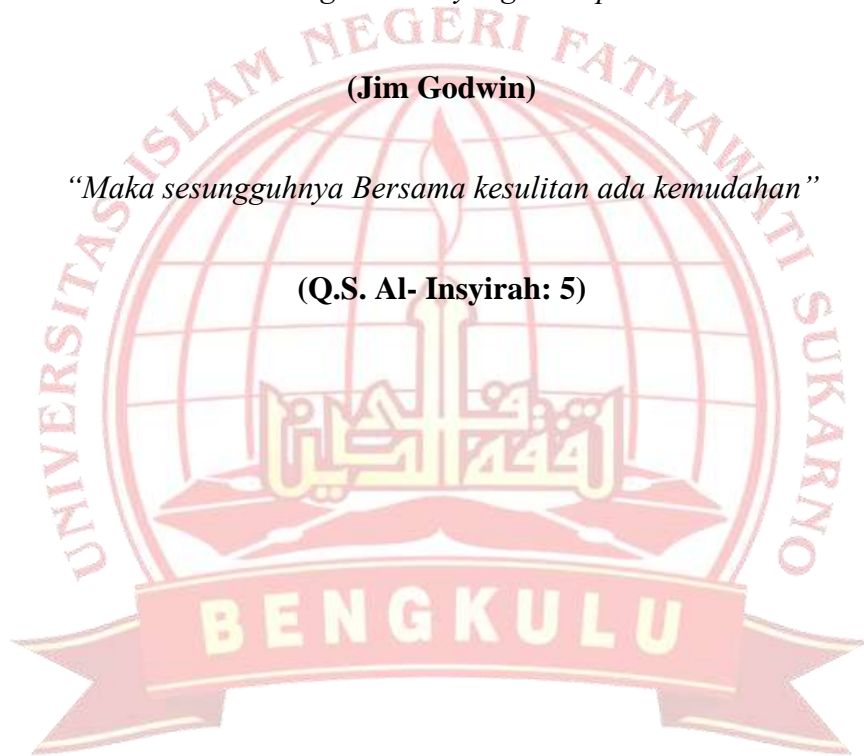 (Jim Godwin)
“Maka sesungguhnya Bersama kesulitan ada kemudahan”
(Q.S. Al- Insyirah: 5)
UNIVERSITAS ISLAM NEGERI FATMAWATI SUKARNO
BENGKULU